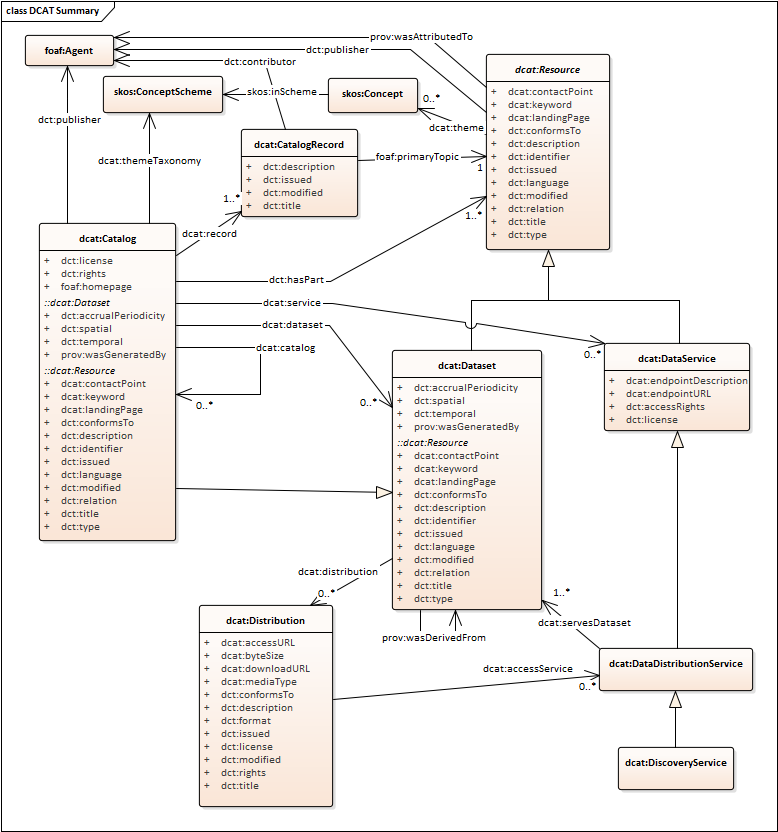 class DCAT Summary
foaf:Agent
prov:wasAttributedTo
dct:publisher
dct:contributor
dcat:Resource
+ dcat:contactPoint
+ dcat:keyword
+ dcat:landingPage
+ dct:conformsTo
+ dct:description
+ dct:identifier
+ dct:issued
+ dct:language
+ dct:modified
+ dct:relation
+ dct:title
+ dct:type
skos:ConceptScheme
skos:inScheme
skos:Concept
0..*
dcat:theme
dct:publisher
dcat:themeTaxonomy
dcat:CatalogRecord
+ dct:description
+ dct:issued
+ dct:modified
+ dct:title
foaf:primaryTopic
1
1..*
dcat:record
1..*
dcat:Catalog
+ dct:license
+ dct:rights
+ foaf:homepage
::dcat:Dataset
+ dct:accrualPeriodicity
+ dct:spatial
+ dct:temporal
+ prov:wasGeneratedBy
::dcat:Resource
+ dcat:contactPoint
+ dcat:keyword
+ dcat:landingPage
+ dct:conformsTo
+ dct:description
+ dct:identifier
+ dct:issued
+ dct:language
+ dct:modified
+ dct:relation
+ dct:title
+ dct:type
dct:hasPart
dcat:service
dcat:dataset
dcat:catalog
0..*
0..*
0..*
dcat:Dataset
+ dct:accrualPeriodicity
+ dct:spatial
+ dct:temporal
+ prov:wasGeneratedBy
::dcat:Resource
+ dcat:contactPoint
+ dcat:keyword
+ dcat:landingPage
+ dct:conformsTo
+ dct:description
+ dct:identifier
+ dct:issued
+ dct:language
+ dct:modified
+ dct:relation
+ dct:title
+ dct:type
dcat:DataService
+ dcat:endpointDescription
+ dcat:endpointURL
+ dct:accessRights
+ dct:license
dcat:distribution
0..*
prov:wasDerivedFrom
1..*
dcat:servesDataset
dcat:Distribution
+ dcat:accessURL
+ dcat:byteSize
+ dcat:downloadURL
+ dcat:mediaType
+ dct:conformsTo
+ dct:description
+ dct:format
+ dct:issued
+ dct:license
+ dct:modified
+ dct:rights
+ dct:title
dcat:accessService
0..*
dcat:DataDistributionService
dcat:DiscoveryService